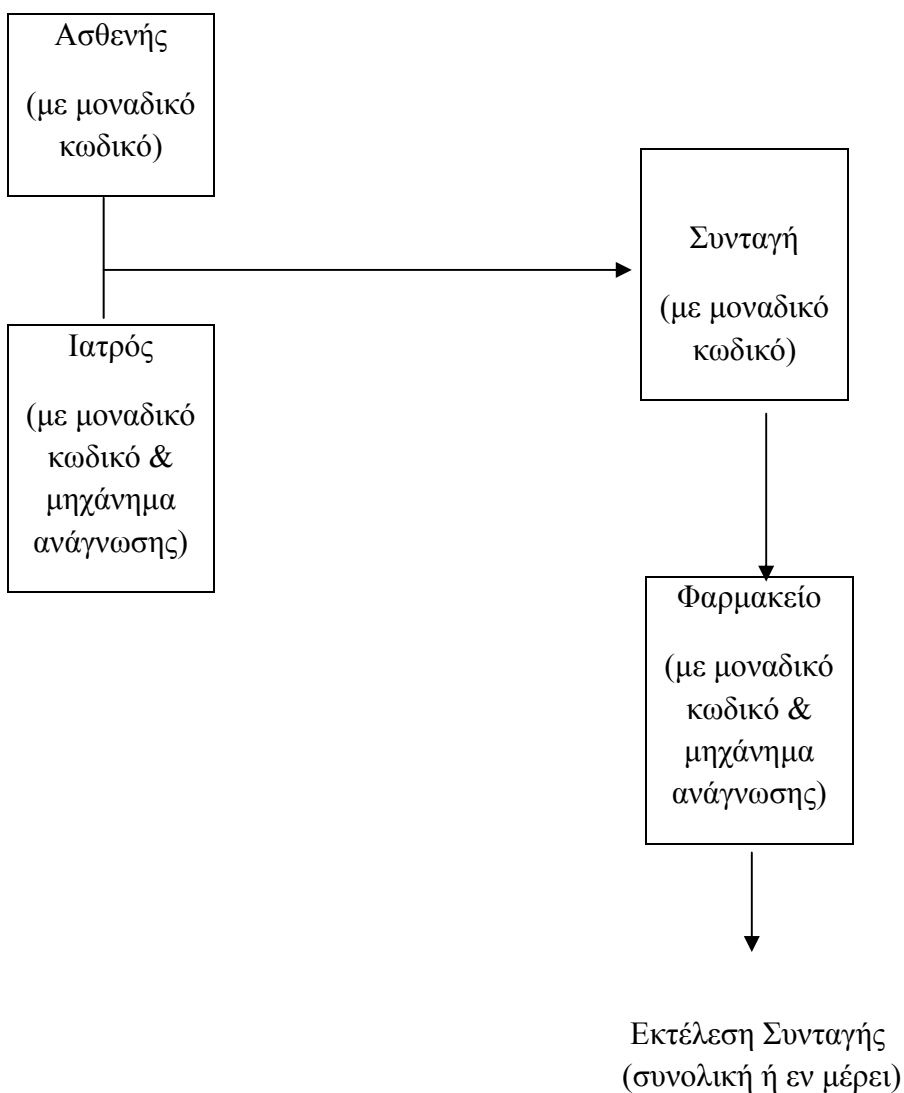 Ασθενής
(με μοναδικό
κωδικό)
Ιατρός
(με μοναδικό
κωδικό &
μηχάνημα
ανάγνωσης)
Συνταγή
(με μοναδικό
κωδικό)
Φαρμακείο
(με μοναδικό
κωδικό &
μηχάνημα
ανάγνωσης)
Εκτέλεση Συνταγής
(συνολική ή εν μέρει)